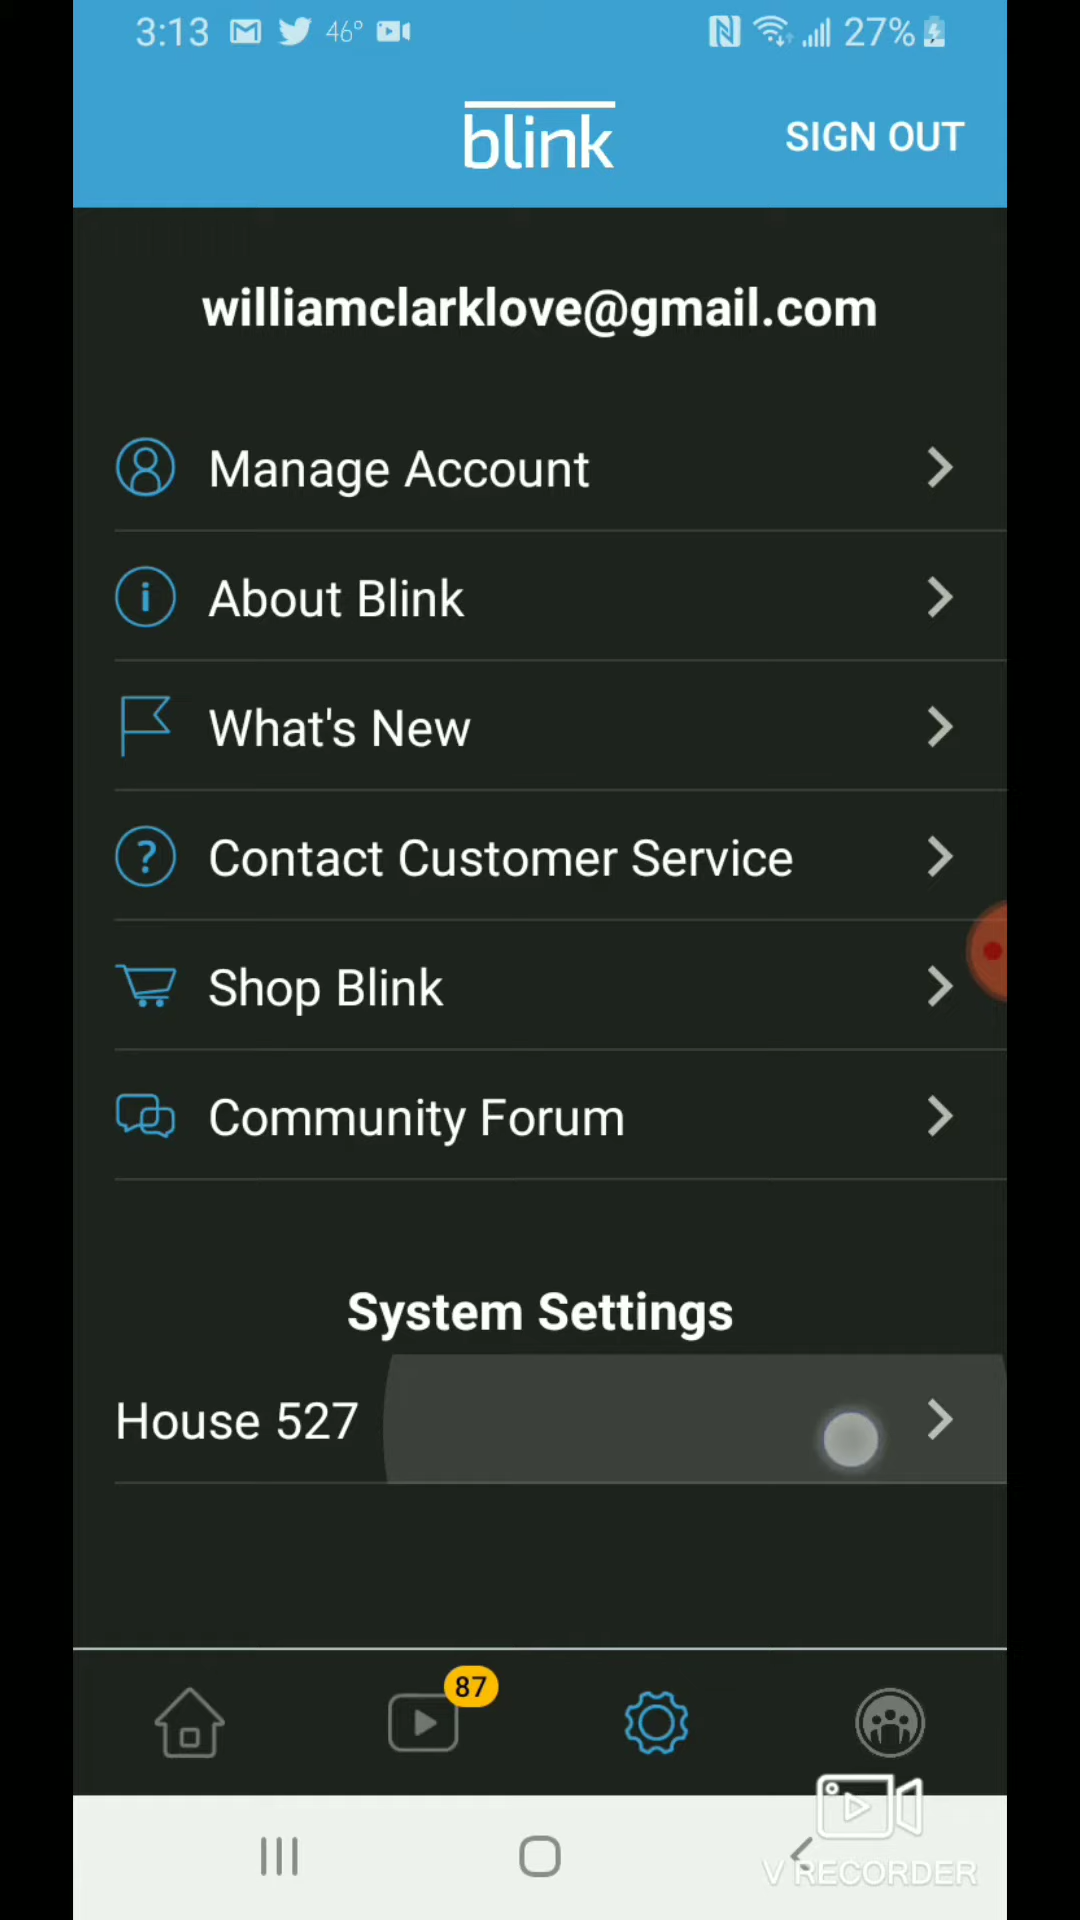 3:13 46° 27%
blink SIGN OUT
williamclarklove@gmail.com
Manage Account
About Blink
What's New
Contact Customer Service
Shop Blink
Community Forum
System Settings
House 527
87
V RECORDER